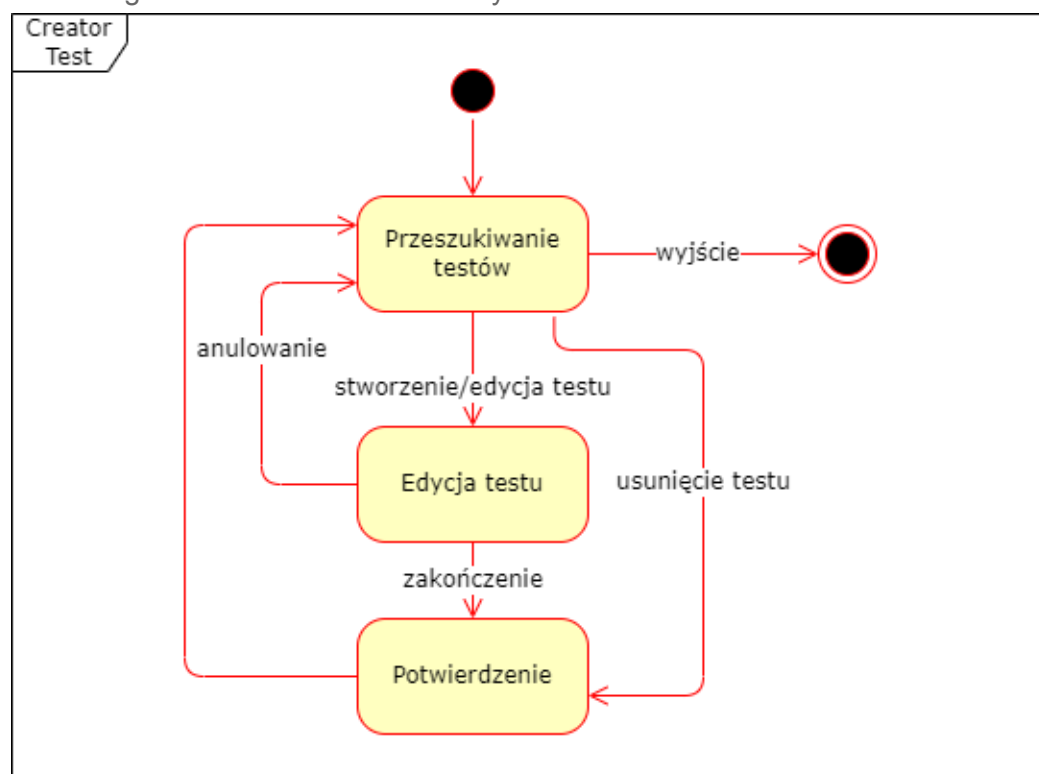 Creator
Test
Przeszukiwanie
testów
wyjście
anulowanie
stworzenie/edycja testu
Edycja testu
usunięcie testu
zakończenie
Potwierdzenie